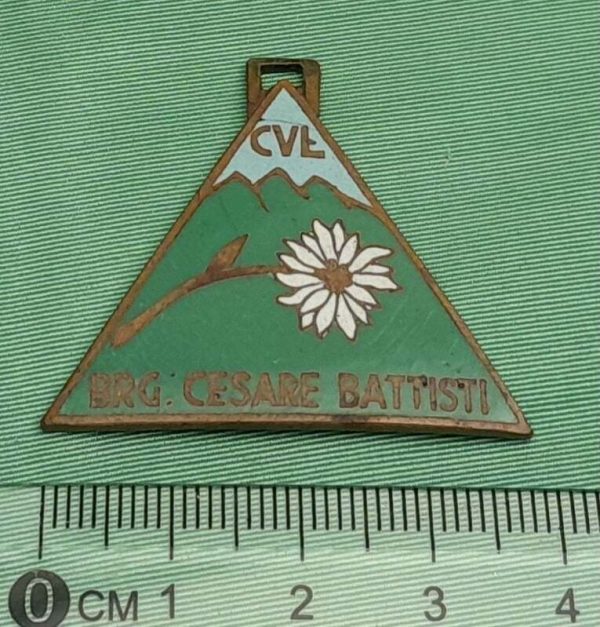 CVL
BRG. CESARE BATTISTI
0 CM 1 2 3 4